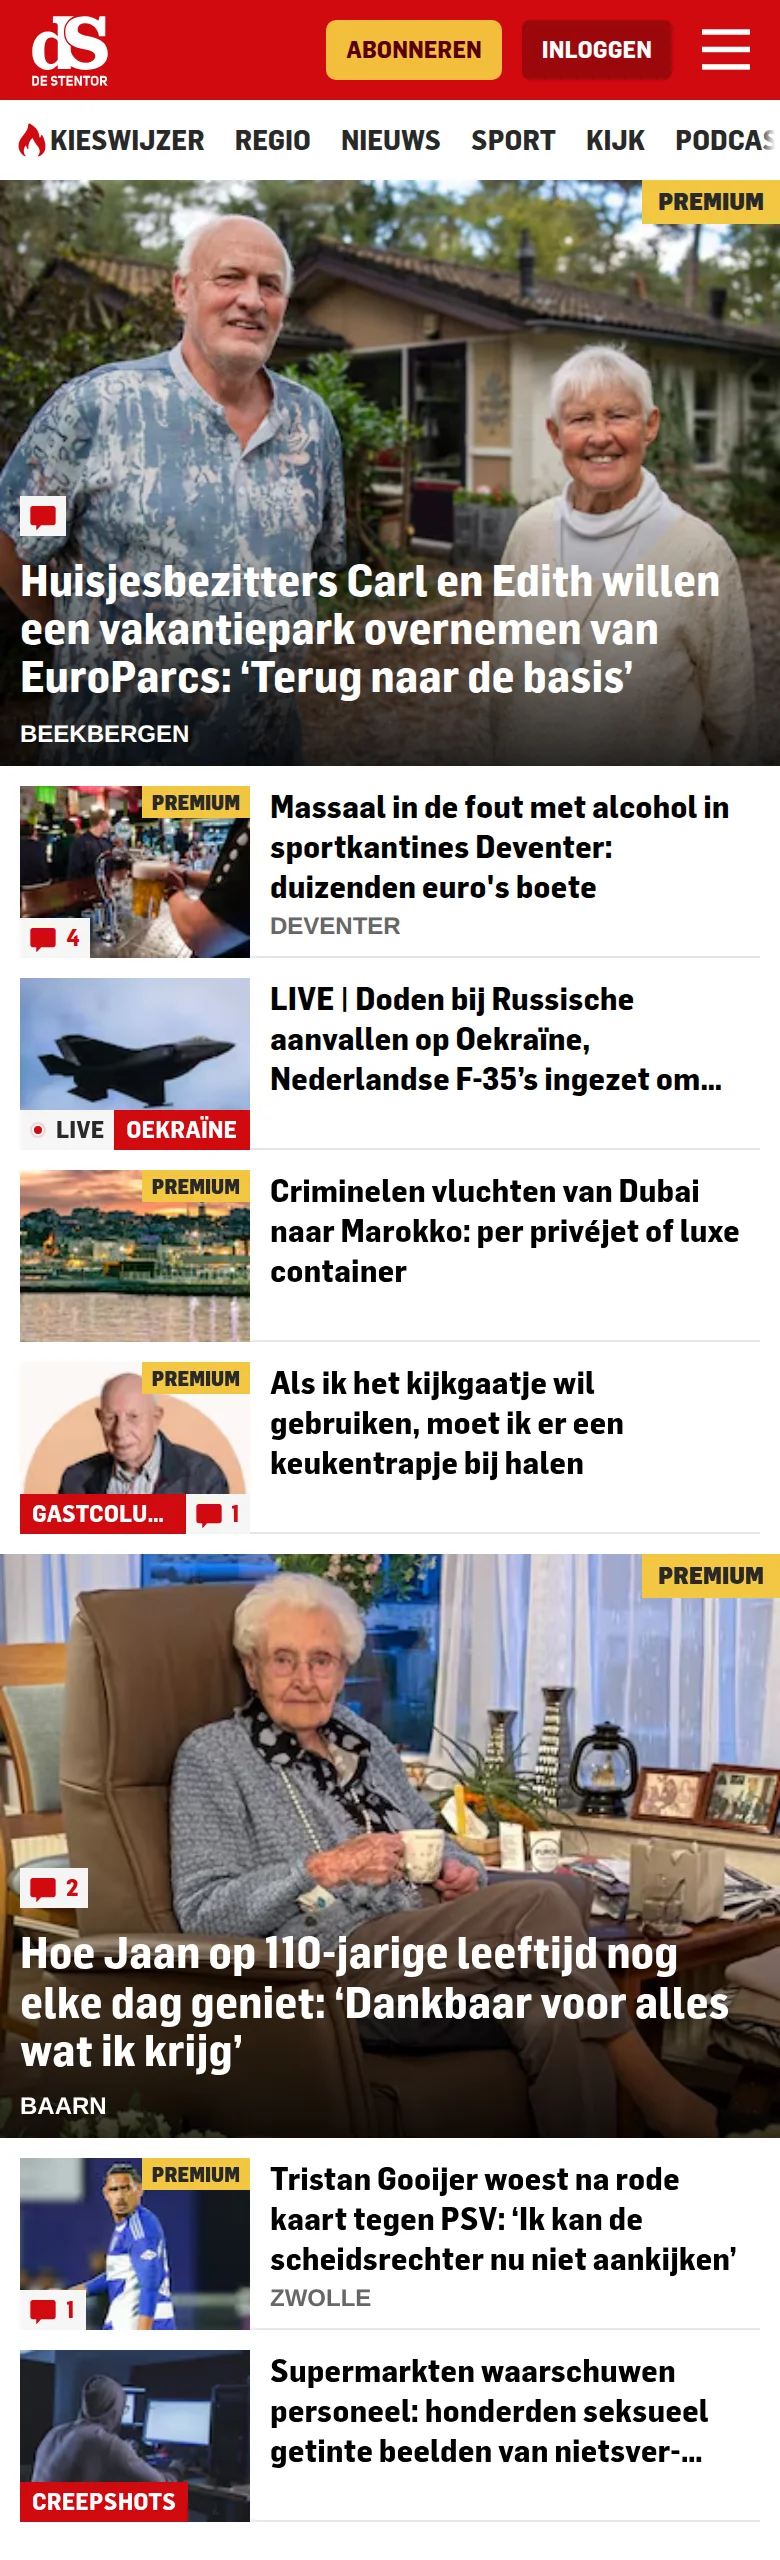 dS
DE STENTOR
ABONNEREN
INLOGGEN
KIESWIJZER REGIO NIEUWS SPORT KIJK PODCAS
PREMIUM
Huisjesbezitters Carl en Edith willen
een vakantiepark overnemen van
EuroParcs: ‘Terug naar de basis’
BEEKBERGEN
PREMIUM
4
Massaal in de fout met alcohol in
sportkantines Deventer:
duizenden euro's boete
DEVENTER
LIVE OEKRAÏNE
LIVE | Doden bij Russische
aanvallen op Oekraïne,
Nederlandse F-35’s ingezet om...
PREMIUM
Criminelen vluchten van Dubai
naar Marokko: per privéjet of luxe
container
PREMIUM
GASTCOLU... 1
Als ik het kijkgaatje wil
gebruiken, moet ik er een
keukentrapje bij halen
PREMIUM
2
Hoe Jaan op 110-jarige leeftijd nog
elke dag geniet: ‘Dankbaar voor alles
wat ik krijg’
BAARN
PREMIUM
1
Tristan Gooijer woest na rode
kaart tegen PSV: ‘Ik kan de
scheidsrechter nu niet aankijken’
ZWOLLE
CREEPSHOTS
Supermarkten waarschuwen
personeel: honderden seksueel
getinte beelden van nietsver-...